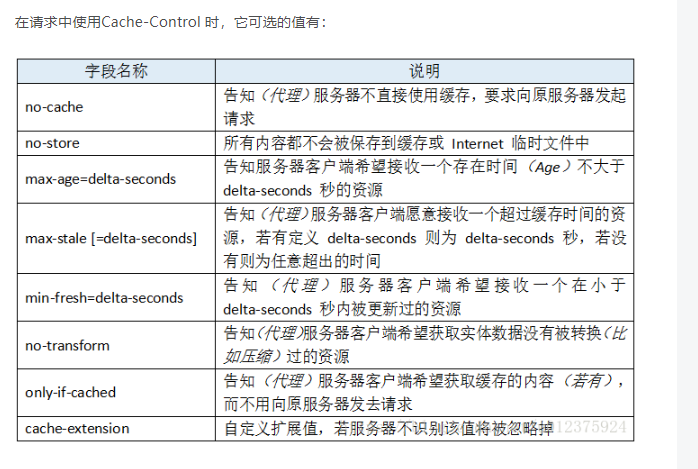 在请求中使用Cache-Control 时，它可选的值有：
字段名称 说明
no-cache 告知（代理）服务器不直接使用缓存，要求向原服务器发起
请求
no-store 所有内容都不会被保存到缓存或 Internet 临时文件中
max-age=delta-seconds 告知服务器客户端希望接收一个存在时间（Age）不大于
delta-seconds 秒的资源
max-stale [=delta-seconds] 告知（代理）服务器客户端愿意接收一个超过缓存时间的资
源，若有定义 delta-seconds 则为 delta-seconds 秒，若没
有则为任意超出的时间
min-fresh=delta-seconds 告知（代理）服务器客户端希望接收一个在小于
delta-seconds 秒内被更新过的资源
no-transform 告知（代理）服务器客户端希望获取实体数据没有被转换（比
如压缩）过的资源
only-if-cached 告知（代理）服务器客户端希望获取缓存的内容（若有），
而不用向原服务器发去请求
cache-extension 自定义扩展值，若服务器不识别该值将被忽略掉